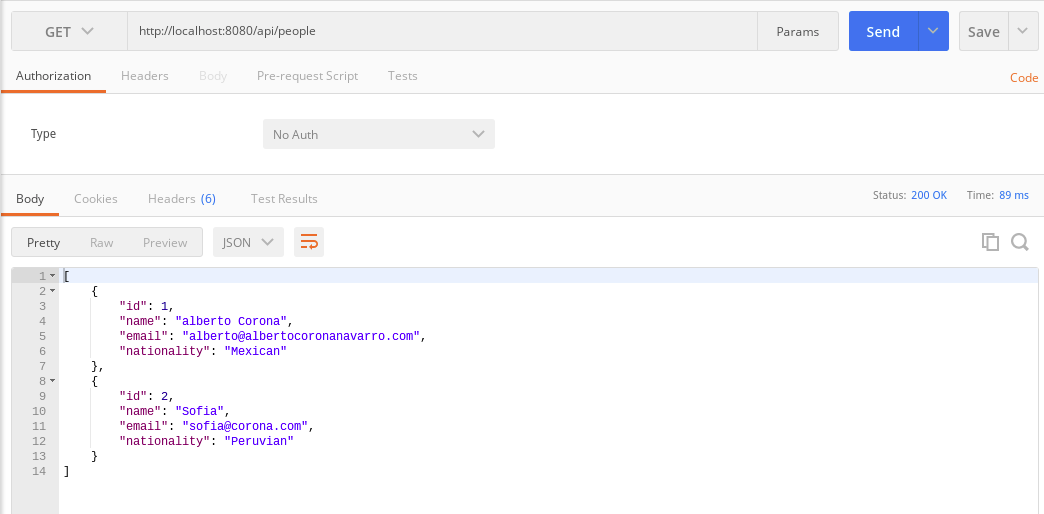 GET http://localhost:8080/api/people Params Send Save
Authorization Headers Body Pre-request Script Tests Code
Type No Auth
Body Cookies Headers (6) Test Results Status: 200 OK Time: 89 ms
Pretty Raw Preview JSON
1 [
2 {
3 "id": 1,
4 "name": "alberto Corona",
5 "email": "alberto@albertocoronanavarro.com",
6 "nationality": "Mexican"
7 },
8 {
9 "id": 2,
10 "name": "Sofia",
11 "email": "sofia@corona.com",
12 "nationality": "Peruvian"
13 }
14 ]